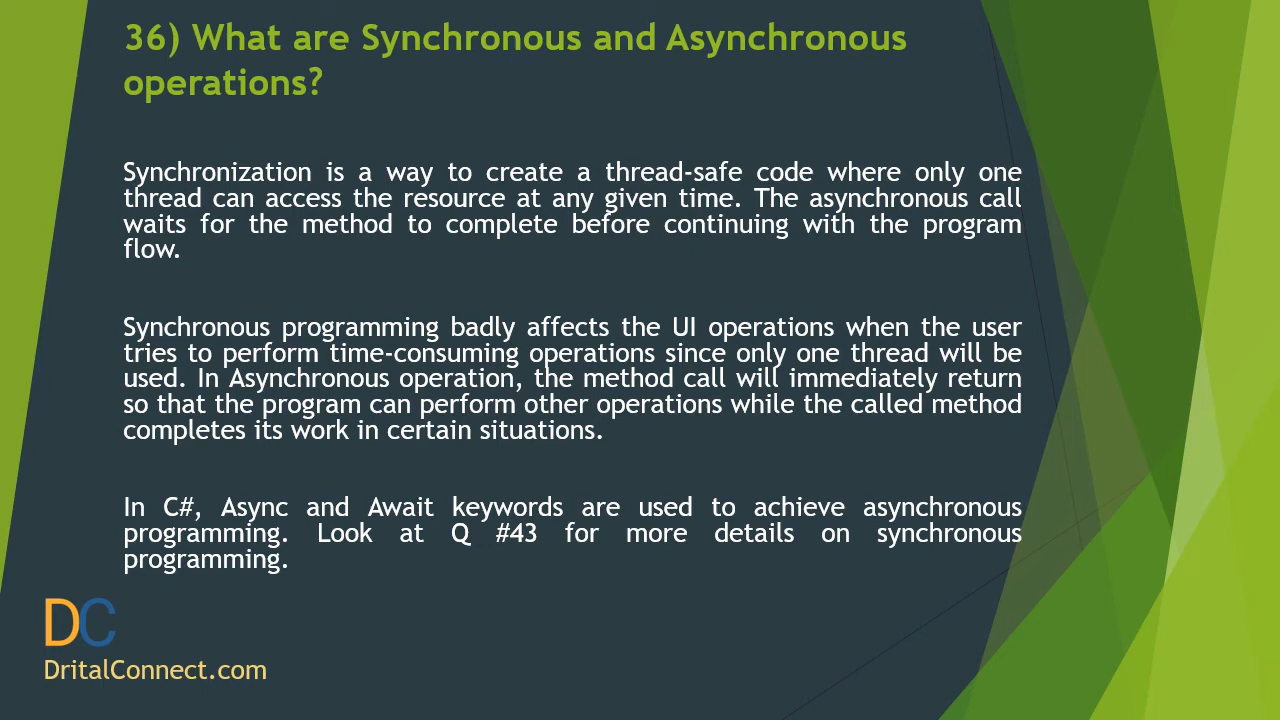 36) What are Synchronous and Asynchronous
operations?
Synchronization is a way to create a thread-safe code where only one
thread can access the resource at any given time. The asynchronous call
waits for the method to complete before continuing with the program
flow.
Synchronous programming badly affects the UI operations when the user
tries to perform time-consuming operations since only one thread will be
used. In Asynchronous operation, the method call will immediately return
so that the program can perform other operations while the called method
completes its work in certain situations.
In C#, Async and Await keywords are used to achieve asynchronous
programming. Look at Q #43 for more details on synchronous
programming.
DC
DritalConnect.com